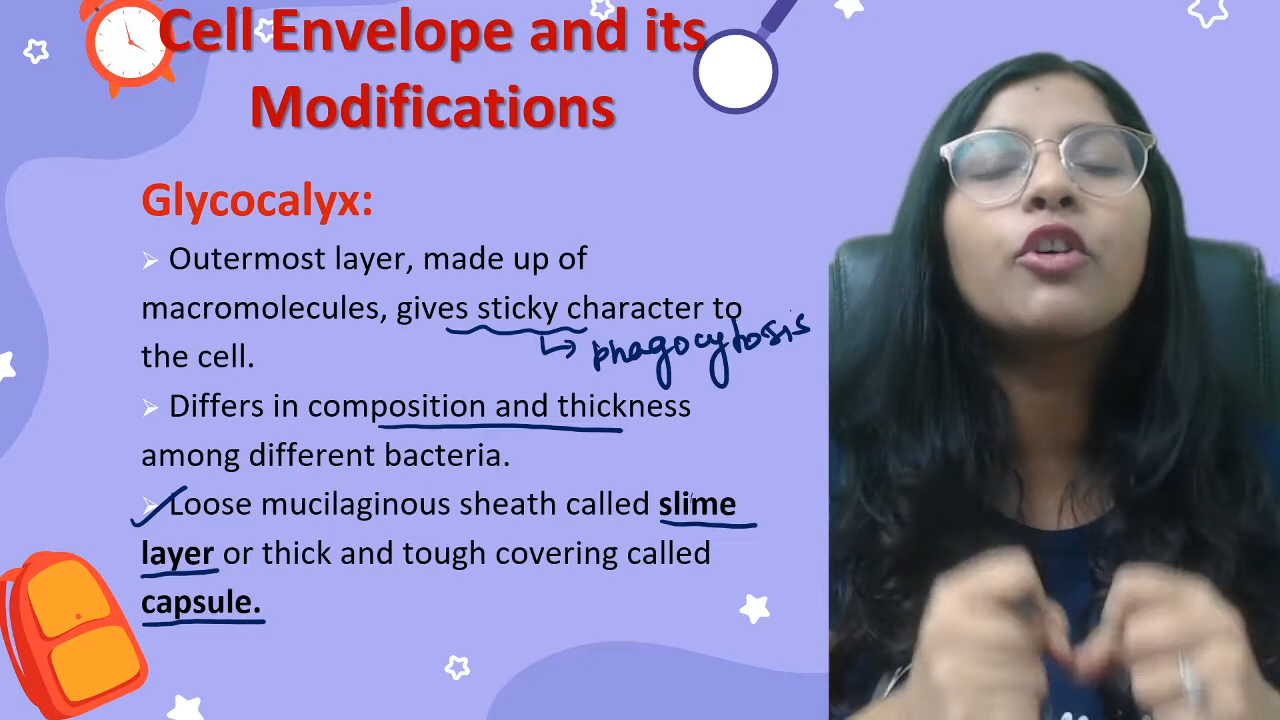 Cell Envelope and its
Modifications
Glycocalyx:
➢ Outermost layer, made up of
macromolecules, gives sticky character to
phagocytosis
the cell.
➢ Differs in composition and thickness
among different bacteria.
➢ Loose mucilaginous sheath called slime
layer or thick and tough covering called
capsule.